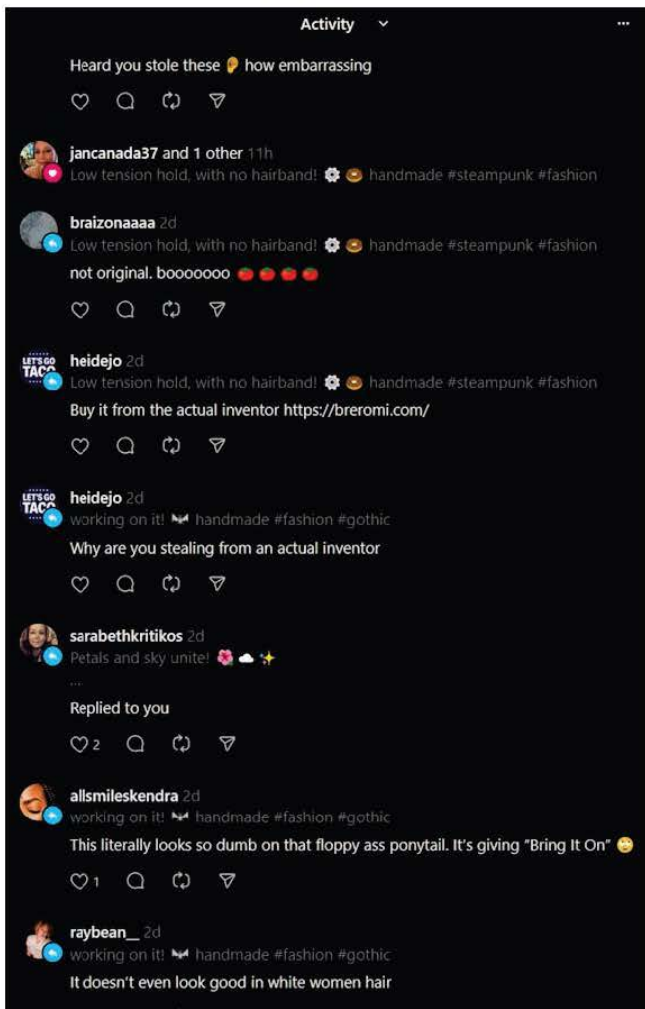 Activity
Heard you stole these 🦻 how embarrassing
jancanada37 and 1 other 11h
Low tension hold, with no hairband! ⚙️ 🍩 handmade #steampunk #fashion
braizonaaaa 2d
Low tension hold, with no hairband! ⚙️ 🍩 handmade #steampunk #fashion
not original. booooooo 🍅 🍅 🍅 🍅
LET'S GO
TACO
heidejo 2d
Low tension hold, with no hairband! ⚙️ 🍩 handmade #steampunk #fashion
Buy it from the actual inventor https://breromi.com/
LET'S GO
TACO
heidejo 2d
working on it! 🦇 handmade #fashion #gothic
Why are you stealing from an actual inventor
sarabethkritikos 2d
Petals and sky unite! 🌺 ☁️ ✨
...
Replied to you
2
allsmileskendra 2d
working on it! 🦇 handmade #fashion #gothic
This literally looks so dumb on that floppy ass ponytail. It's giving "Bring It On" 🙄
1
raybean__ 2d
working on it! 🦇 handmade #fashion #gothic
It doesn't even look good in white women hair